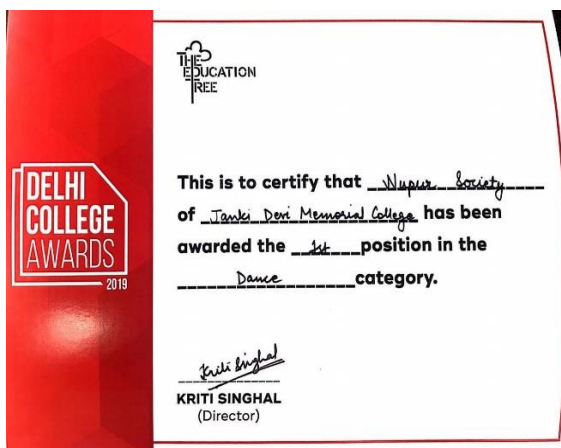 THE
EDUCATION
TREE
DELHI
COLLEGE
AWARDS
2019
This is to certify that Nupur Society
of Janki Devi Memorial College has been
awarded the 1st position in the
Dance category.
Kriti Singhal
KRITI SINGHAL
(Director)